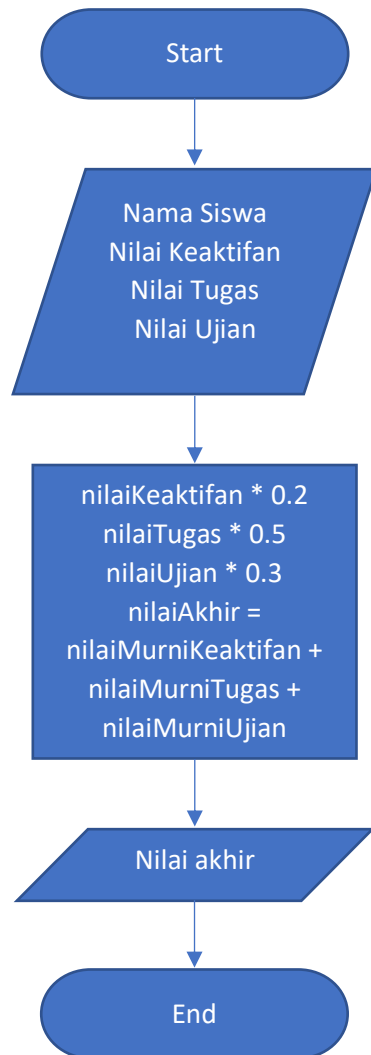 Start
Nama Siswa
Nilai Keaktifan
Nilai Tugas
Nilai Ujian
nilaiKeaktifan * 0.2
nilaiTugas * 0.5
nilaiUjian * 0.3
nilaiAkhir =
nilaiMurniKeaktifan +
nilaiMurniTugas +
nilaiMurniUjian
Nilai akhir
End